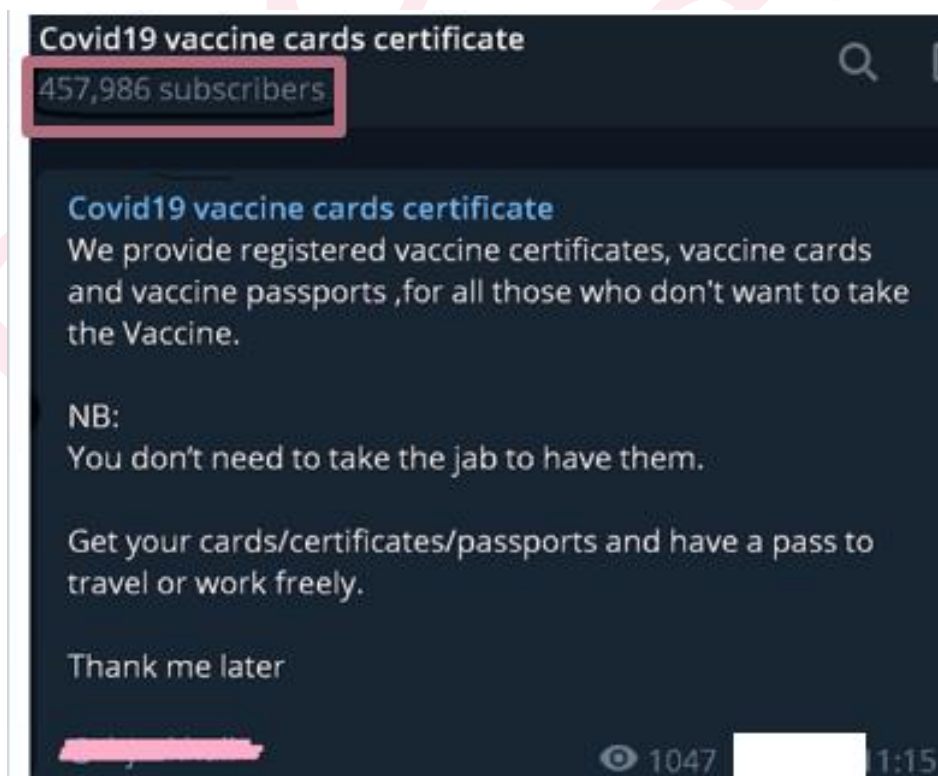 Covid19 vaccine cards certificate
457,986 subscribers
Covid19 vaccine cards certificate
We provide registered vaccine certificates, vaccine cards
and vaccine passports ,for all those who don't want to take
the Vaccine.
NB:
You don't need to take the jab to have them.
Get your cards/certificates/passports and have a pass to
travel or work freely.
Thank me later
1047 11:15